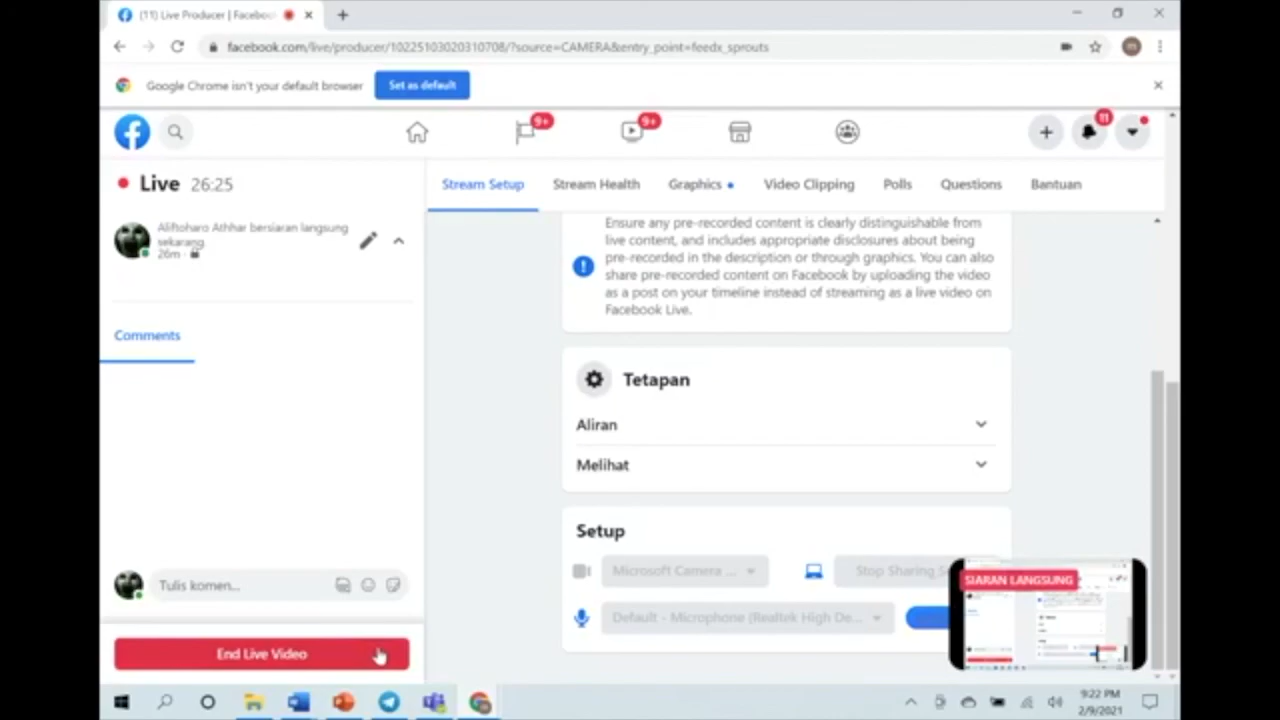 (11) Live Producer | Faceboo
facebook.com/live/producer/10225103020310708/?source=CAMERA&entry_point=feedx_sprouts
Google Chrome isn't your default browser
Set as default
9+
9+
11
Live 26:25
Stream Setup
Stream Health
Graphics
Video Clipping
Polls
Questions
Bantuan
Aliftoharo Athhar bersiaran langsung
sekarang
26m ·
Comments
Ensure any pre-recorded content is clearly distinguishable from
live content, and includes appropriate disclosures about being
pre-recorded in the description or through graphics. You can also
share pre-recorded content on Facebook by uploading the video
as a post on your timeline instead of streaming as a live video on
Facebook Live.
Tetapan
Aliran
Melihat
Setup
Microsoft Camera ...
Stop Sharing S
Default - Microphone (Realtek High De...
SIARAN LANGSUNG
Tulis komen...
End Live Video
9:22 PM
2/9/2021